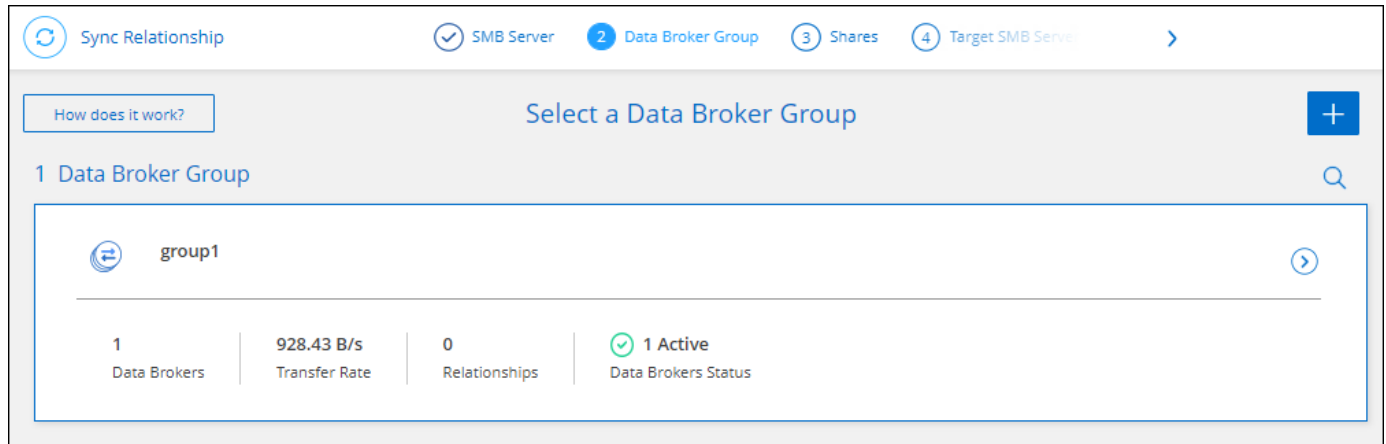 Sync Relationship SMB Server 2 Data Broker Group 3 Shares 4 Target SMB Server
How does it work? Select a Data Broker Group +
1 Data Broker Group
group1
1 928.43 B/s 0 1 Active
Data Brokers Transfer Rate Relationships Data Brokers Status